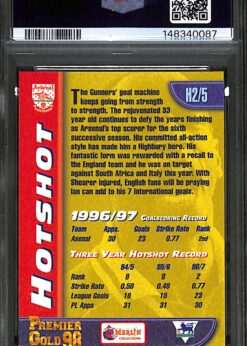 148340087
Arsenal
H2/5
HOTSHOT
The Gunners' goal machine
keeps going from strength
to strength. The rejuvenated 33
year old continues to defy the years finishing
as Arsenal's top scorer for the sixth
successive season. His committed all-action
style has made him a Highbury hero. His
fantastic form was rewarded with a recall to
the England team and he was on target
against South Africa and Italy this year. With
Shearer injured, English fans will be praying
Ian can add to his 7 international goals.
1996/97 GOALSCORING RECORD
Team Apps. Goals Strike Rate Rank
Arsenal 30 23 0.77 2nd
THREE YEAR HOTSHOT RECORD
94/5 95/6 96/7
Rank 8 8 2
Strike Rate 0.58 0.48 0.77
League Goals 18 15 23
PL Apps 31 31 30
PREMIER
GOLD 98
MERLIN
COLLECTIONS